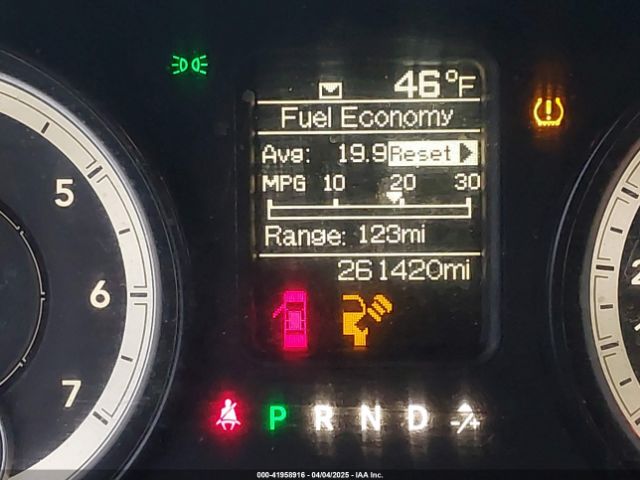 46°F
Fuel Economy
Avg: 19.9 Reset
MPG 10 20 30
Range: 123mi
261420mi
5
6
7
2
P R N D
000-41958916 - 04/04/2025 - IAA Inc.